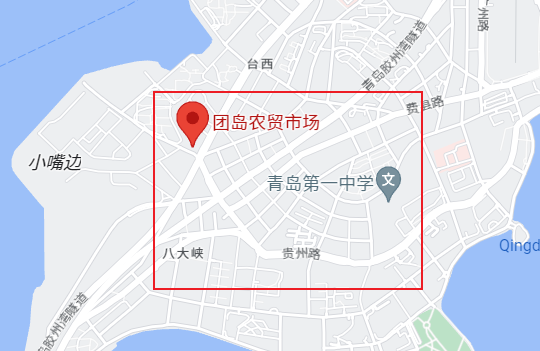 州路
台西
青岛胶州湾隧道
费县路
团岛农贸市场
小嘴边
青岛第一中学
文
八大峡
贵州路
Qingd
岛胶州湾隧道